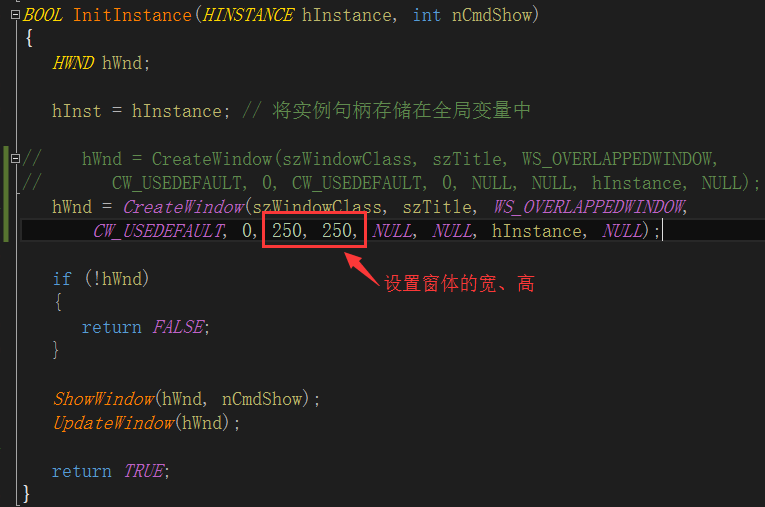 BOOL InitInstance(HINSTANCE hInstance, int nCmdShow)
{
HWND hWnd;
hInst = hInstance; // 将实例句柄存储在全局变量中
// hWnd = CreateWindow(szWindowClass, szTitle, WS_OVERLAPPEDWINDOW,
// CW_USEDEFAULT, 0, CW_USEDEFAULT, 0, NULL, NULL, hInstance, NULL);
hWnd = CreateWindow(szWindowClass, szTitle, WS_OVERLAPPEDWINDOW,
CW_USEDEFAULT, 0, 250, 250, NULL, NULL, hInstance, NULL);
if (!hWnd)
设置窗体的宽、高
{
return FALSE;
}
ShowWindow(hWnd, nCmdShow);
UpdateWindow(hWnd);
return TRUE;
}